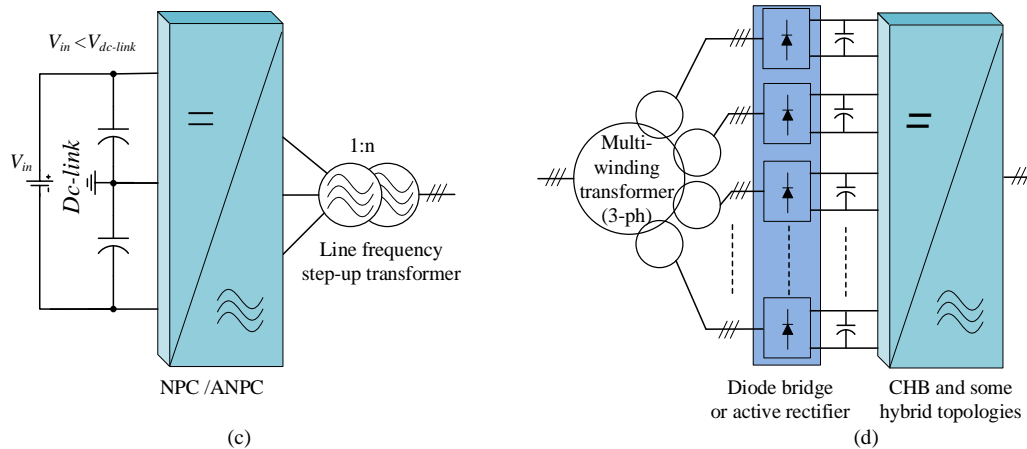 V_in < V_dc-link
V_in
Dc-link
1:n
Line frequency
step-up transformer
NPC /ANPC
(c)
Multi-
winding
transformer
(3-ph)
Diode bridge
or active rectifier
CHB and some
hybrid topologies
(d)